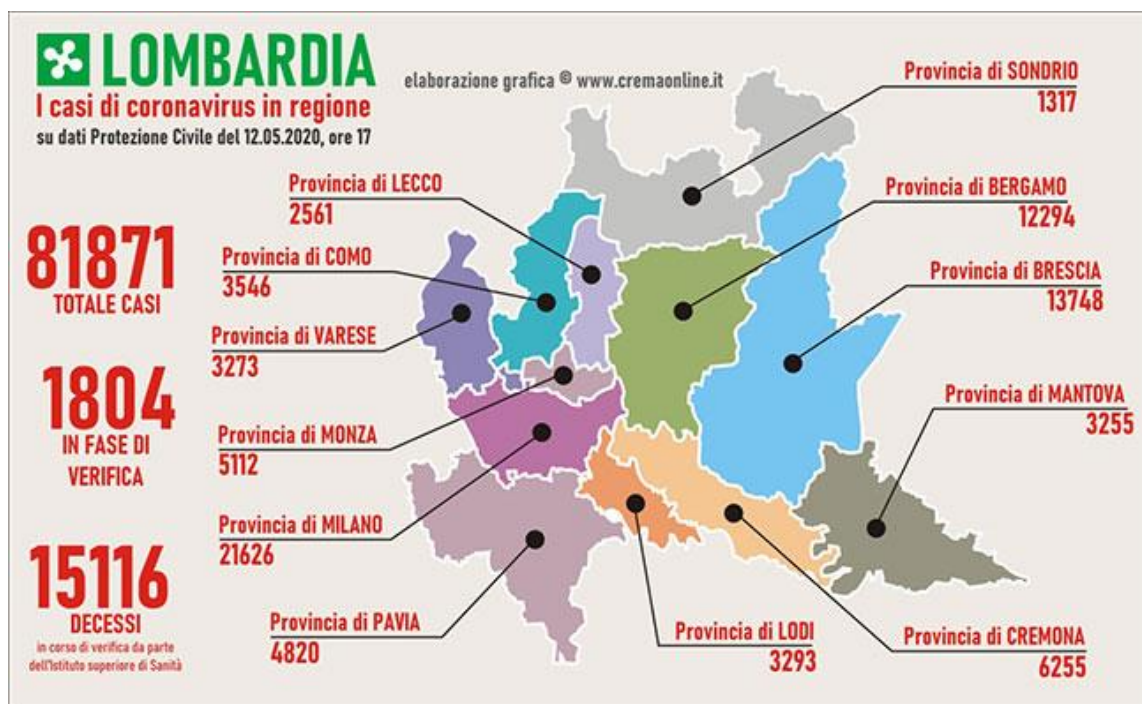 LOMBARDIA
I casi di coronavirus in regione
su dati Protezione Civile del 12.05.2020, ore 17
elaborazione grafica © www.cremaonline.it
81871
TOTALE CASI
1804
IN FASE DI
VERIFICA
15116
DECESSI
in corso di verifica da parte
dell'Istituto superiore di Sanità
Provincia di SONDRIO
1317
Provincia di LECCO
2561
Provincia di BERGAMO
12294
Provincia di COMO
3546
Provincia di BRESCIA
13748
Provincia di VARESE
3273
Provincia di MANTOVA
3255
Provincia di MONZA
5112
Provincia di MILANO
21626
Provincia di PAVIA
4820
Provincia di LODI
3293
Provincia di CREMONA
6255